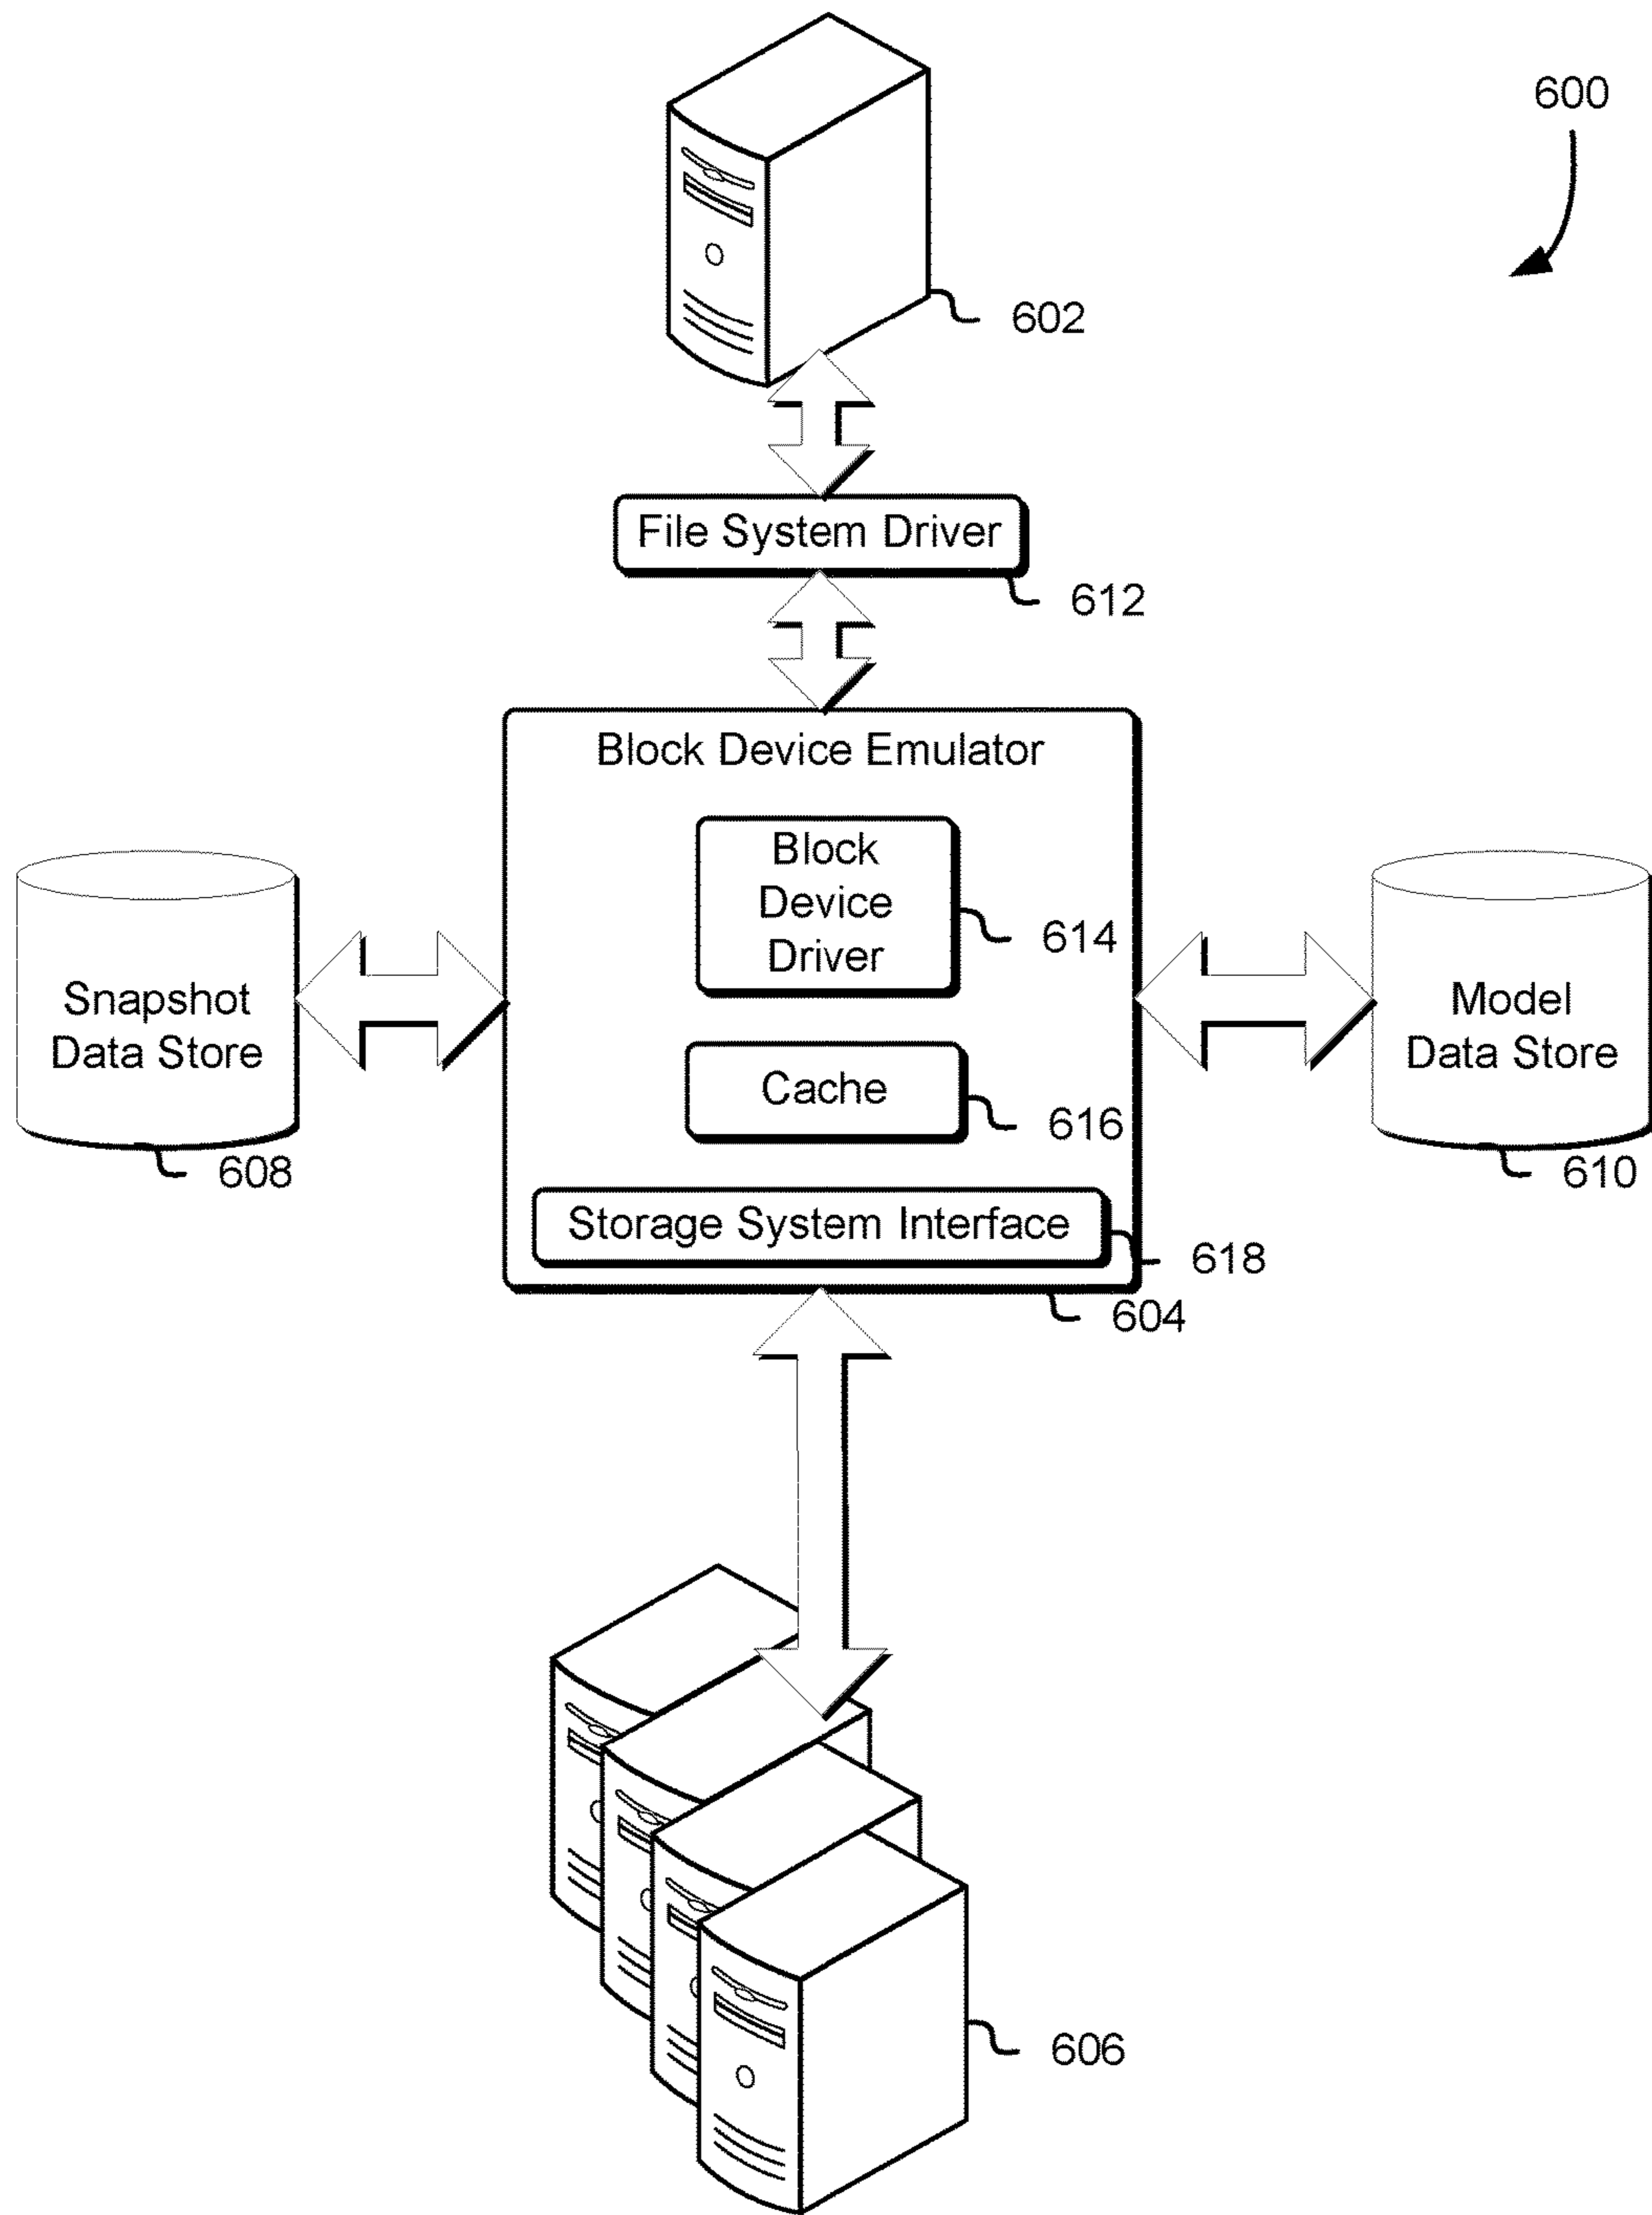 600
602
File System Driver
612
Block Device Emulator
Block
Device
Driver
614
Snapshot
Data Store
608
Model
Data Store
610
Cache
616
Storage System Interface
618
604
606